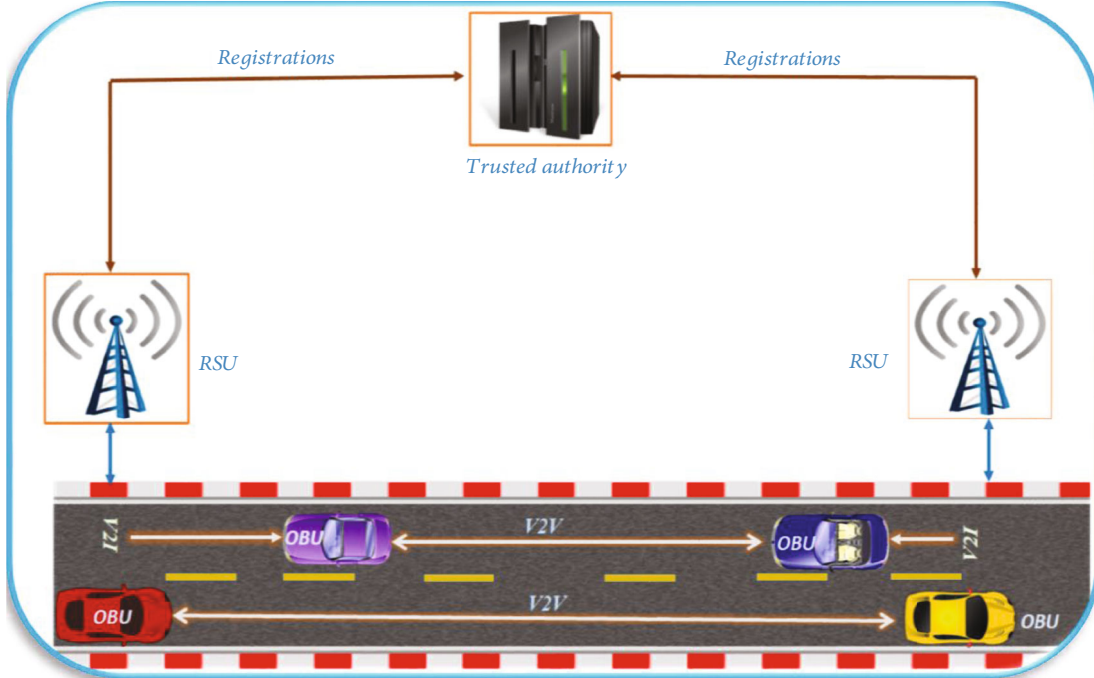 Registrations
Registrations
Trusted authority
RSU
RSU
V2I
OBU
V2V
OBU
V2I
OBU
V2V
OBU